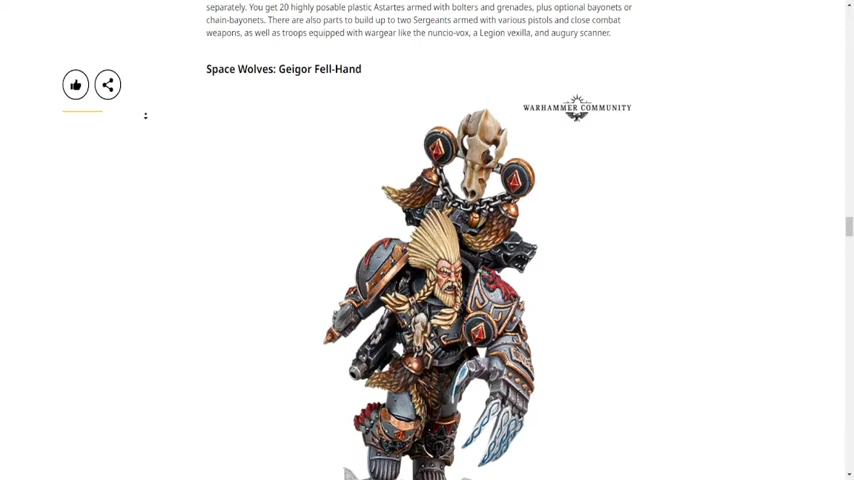 separately. You get 20 highly posable plastic Astartes armed with bolters and grenades, plus optional bayonets or
chain-bayonets. There are also parts to build up to two Sergeants armed with various pistols and close combat
weapons, as well as troops equipped with wargear like the nuncio-vox, a Legion vexilla, and augury scanner.
Space Wolves: Geigor Fell-Hand
WARHAMMER COMMUNITY